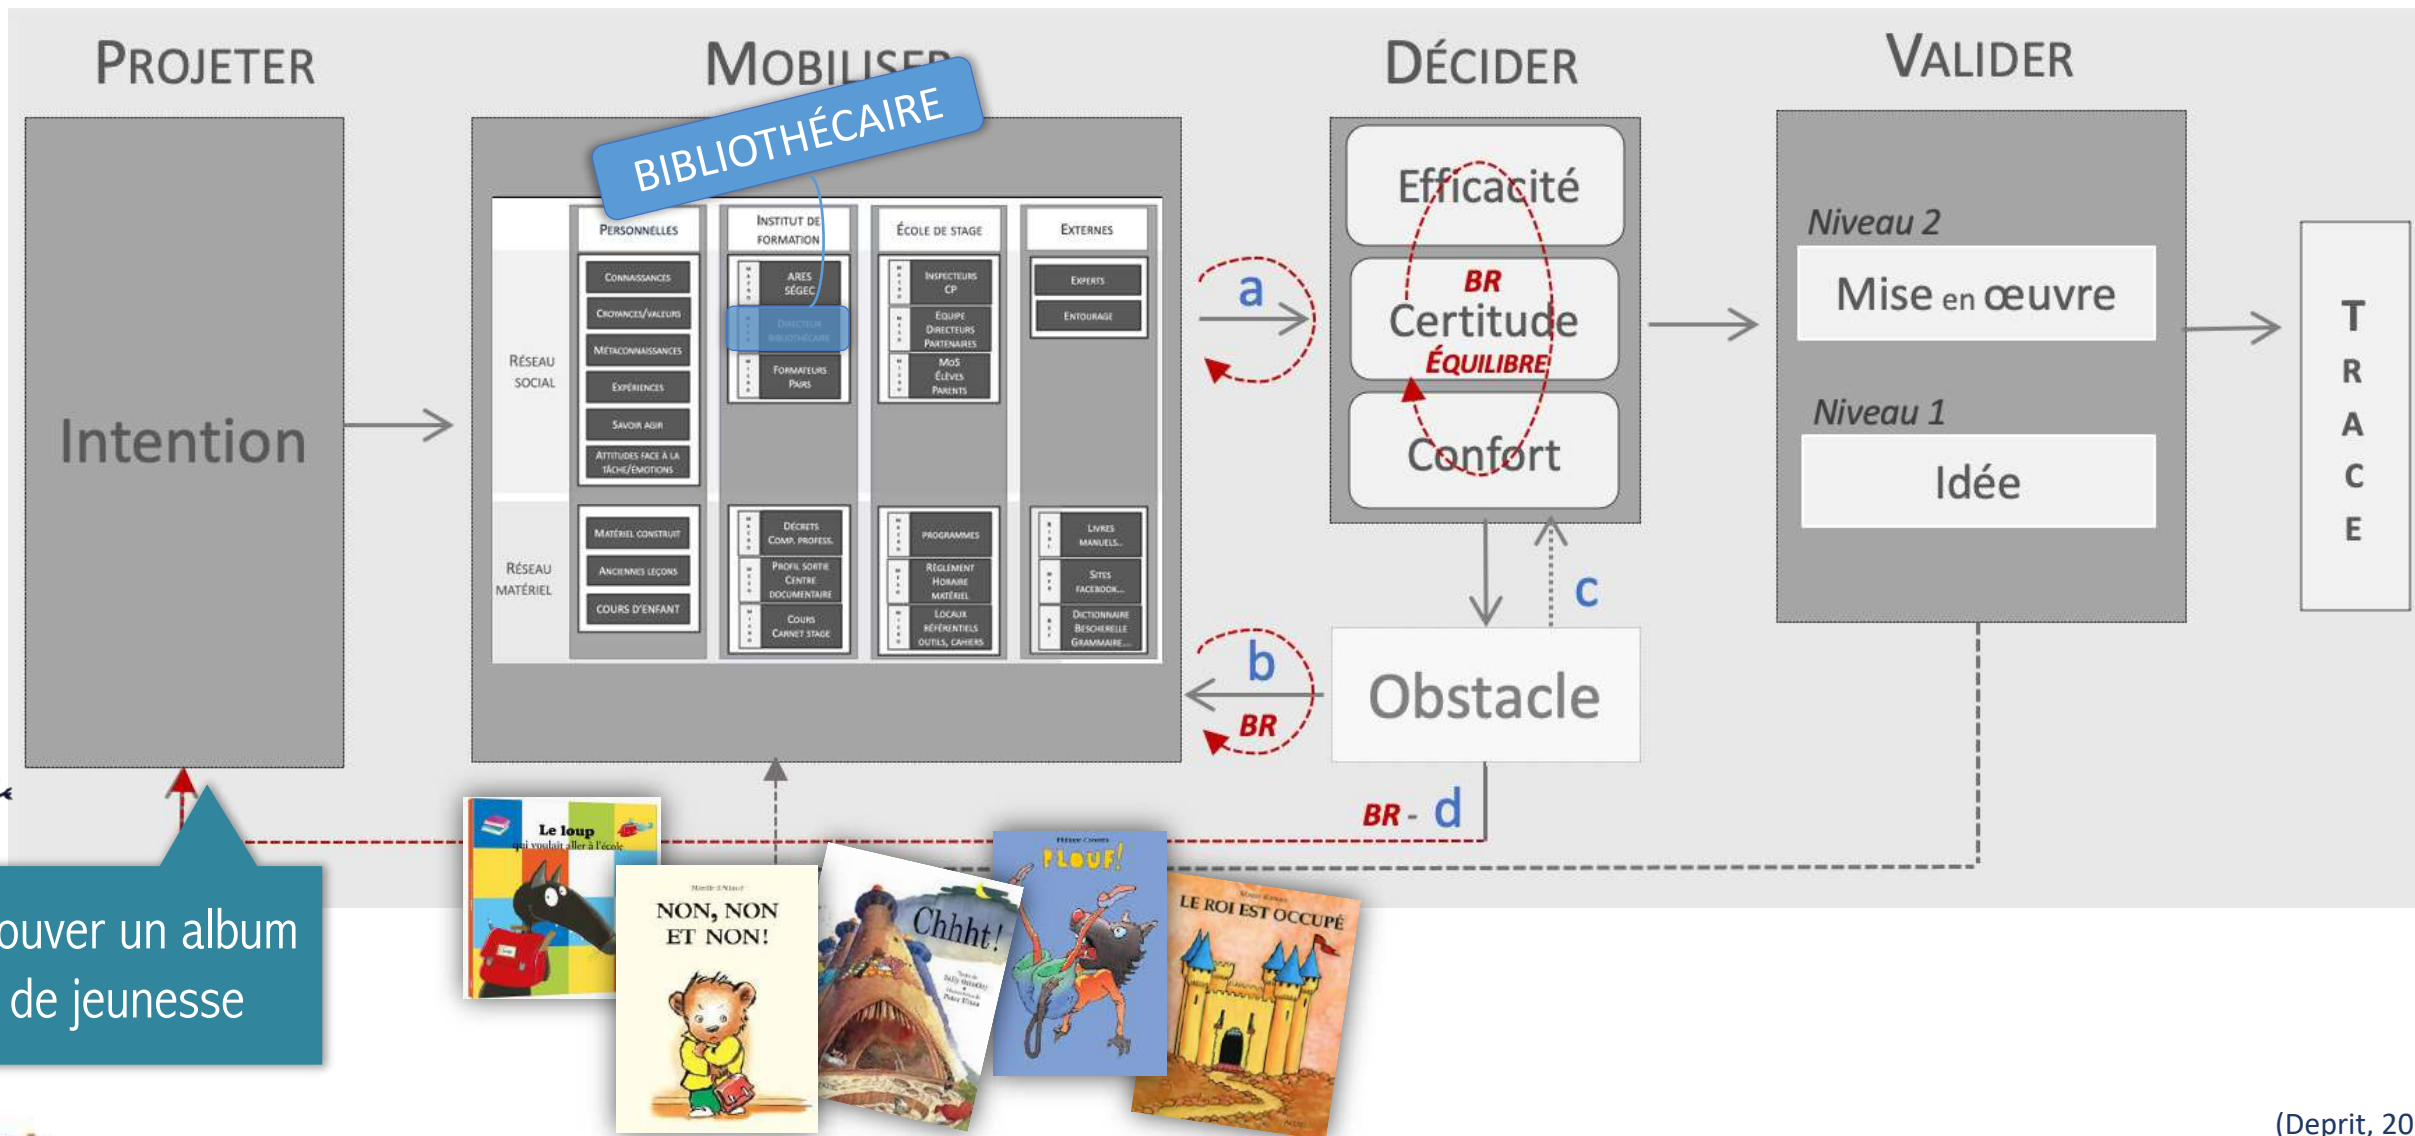 PROJETER
MOBILISER
DÉCIDER
VALIDER
BIBLIOTHÉCAIRE
Intention
PERSONNELLES
INSTITUT DE
FORMATION
ÉCOLE DE STAGE
EXTERNES
RÉSEAU
SOCIAL
CONNAISSANCES
CROYANCES/VALEURS
MÉTACONNAISSANCES
EXPÉRIENCES
SAVOIR AGIR
ATTITUDES FACE À LA
TÂCHE/ÉMOTIONS
ARES
SÉGEC
DIRECTEUR
BIBLIOTHÉCAIRE
FORMATEURS
PAIRS
INSPECTEURS
CP
EQUIPE
DIRECTEURS
PARTENAIRES
MDS
ÉLÈVES
PARENTS
EXPERTS
ENTOURAGE
RÉSEAU
MATÉRIEL
MATÉRIEL CONSTRUIT
ANCIENNES LEÇONS
COURS D'ENFANT
DÉCRETS
COMP. PROFESS.
PROFIL SORTIE
CENTRE
DOCUMENTAIRE
COURS
CARNET STAGE
PROGRAMMES
RÈGLEMENT
HORAIRE
MATÉRIEL
LOCAUX
RÉFÉRENTIELS
OUTILS, CAHIERS
LIVRES
MANUELS...
SITES
FACEBOOK...
DICTIONNAIRE
BESCHERELLE
GRAMMAIRE...
a
b
BR
c
BR - d
Efficacité
BR
Certitude
ÉQUILIBRE
Confort
Obstacle
Niveau 2
Mise en œuvre
Niveau 1
Idée
TRACE
ouver un album
de jeunesse
Le loup
qui voulait aller à l'école
NON, NON
ET NON!
Chhht!
PLOUF!
LE ROI EST OCCUPÉ
(Deprit, 20